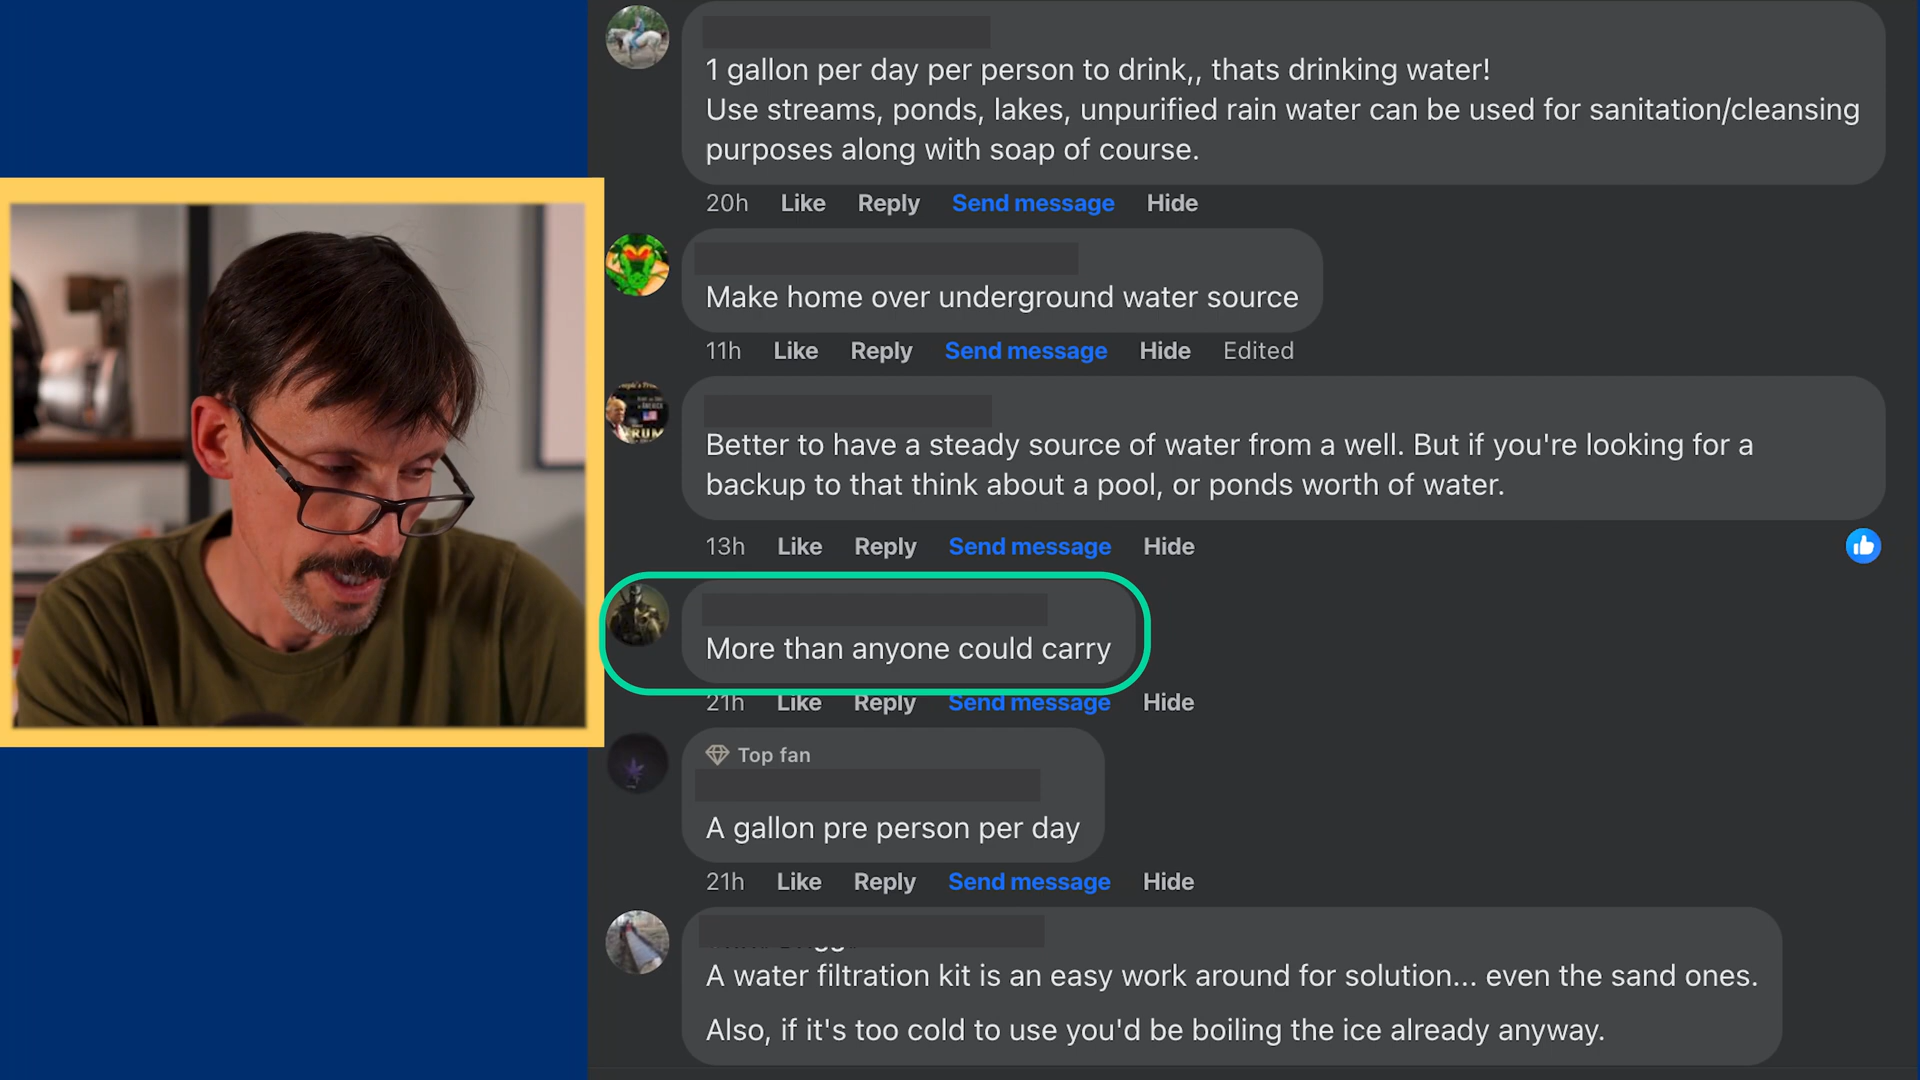 1 gallon per day per person to drink,, thats drinking water!
Use streams, ponds, lakes, unpurified rain water can be used for sanitation/cleansing
purposes along with soap of course.
20h Like Reply Send message Hide
Make home over underground water source
11h Like Reply Send message Hide Edited
Better to have a steady source of water from a well. But if you're looking for a
backup to that think about a pool, or ponds worth of water.
13h Like Reply Send message Hide
More than anyone could carry
21h Like Reply Send message Hide
Top fan
A gallon pre person per day
21h Like Reply Send message Hide
A water filtration kit is an easy work around for solution... even the sand ones.
Also, if it's too cold to use you'd be boiling the ice already anyway.